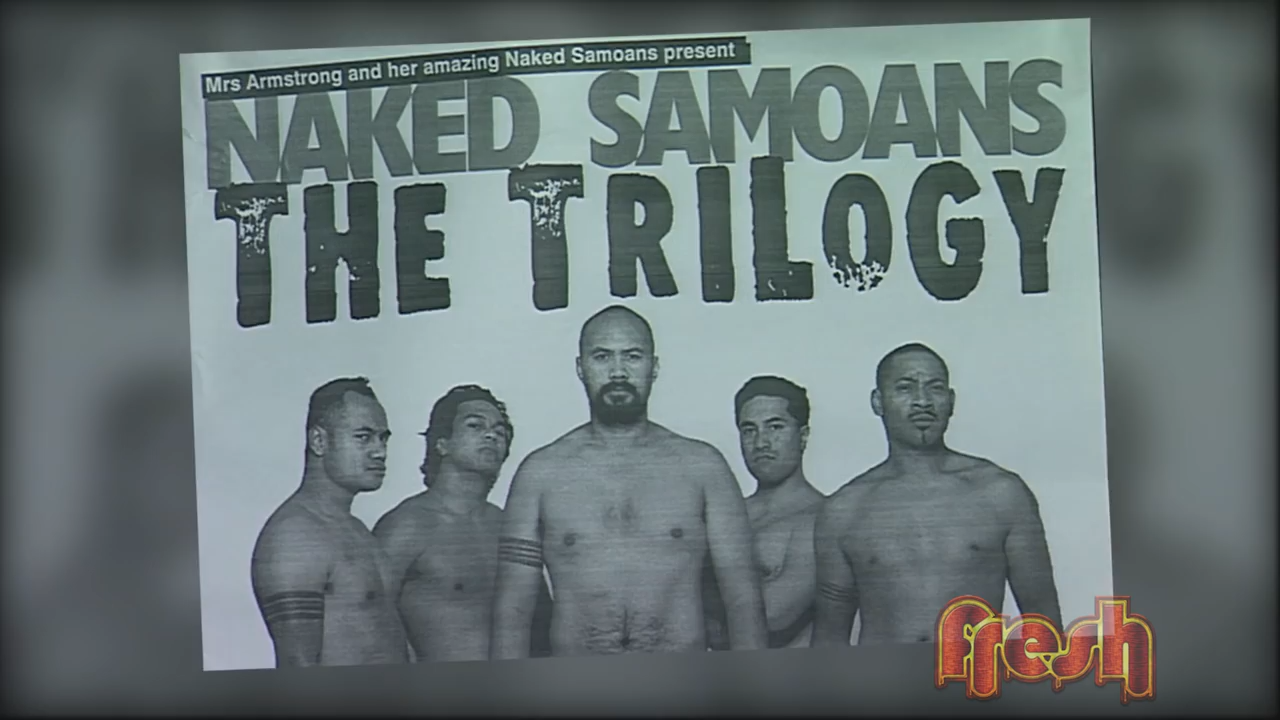 Mrs Armstrong and her amazing Naked Samoans present
NAKED SAMOANS
THE TRILOGY
fresh